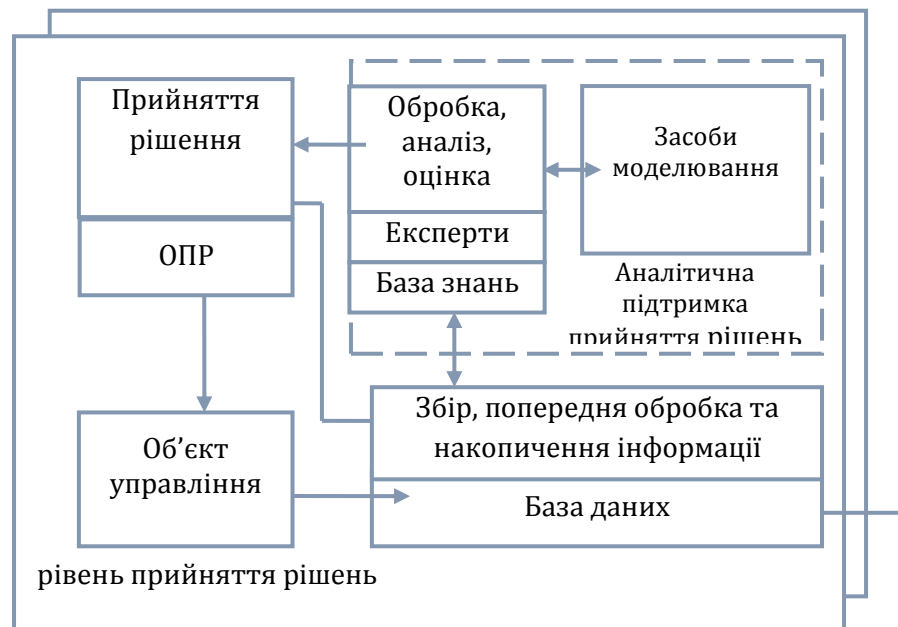 Прийняття
рішення
ОПР
Обробка,
аналіз,
оцінка
Експерти
База знань
Засоби
моделювання
Аналітична
підтримка
прийняття рішень
Збір, попередня обробка та
накопичення інформації
База даних
Об’єкт
управління
рівень прийняття рішень